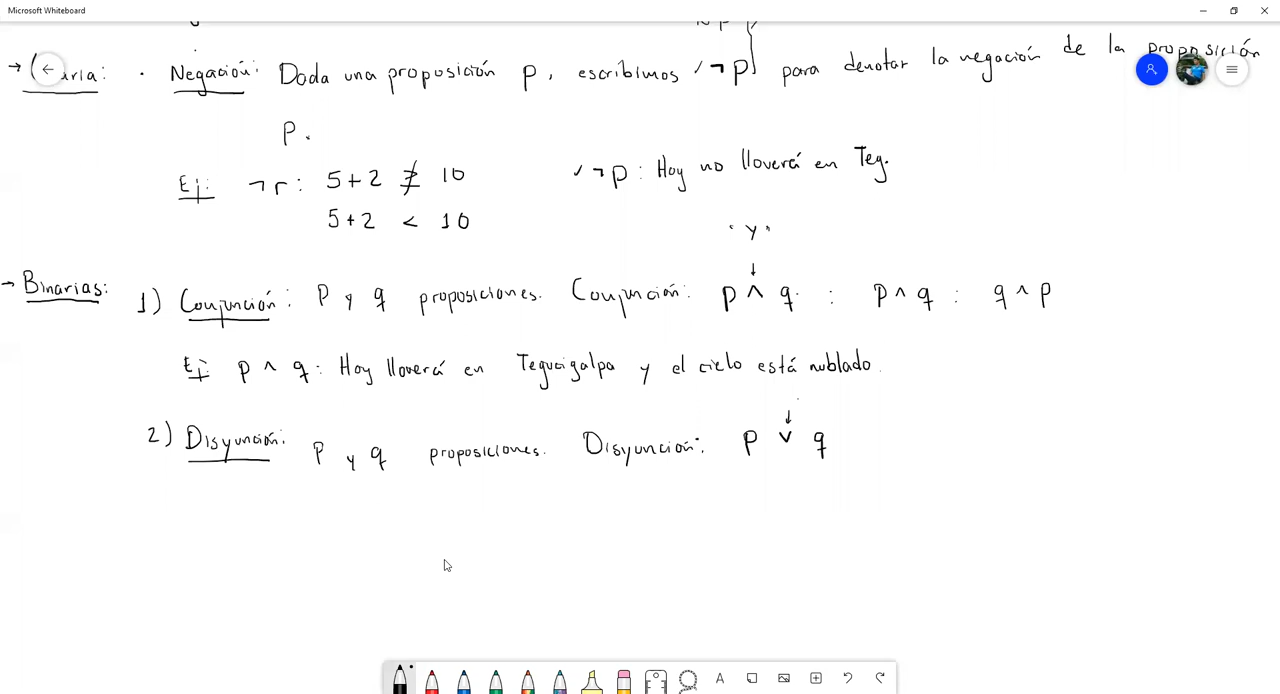 Microsoft Whiteboard
→ aria: · Negación: Dada una proposición p, escribimos ¬p} para denotar la negación de la proposición
p.
Ej: ¬r: 5+2 ≱ 10 ¬p: Hoy no lloverá en Teg.
5+2 < 10
"y"
↓
→ Binarias: 1) Conjunción: p y q proposiciones. Conjunción: p ∧ q : p ∧ q : q ∧ p
Ej: p ∧ q: Hoy lloverá en Tegucigalpa y el cielo está nublado.
↓
2) Disyunción: p y q proposiciones. Disyunción: p ∨ q